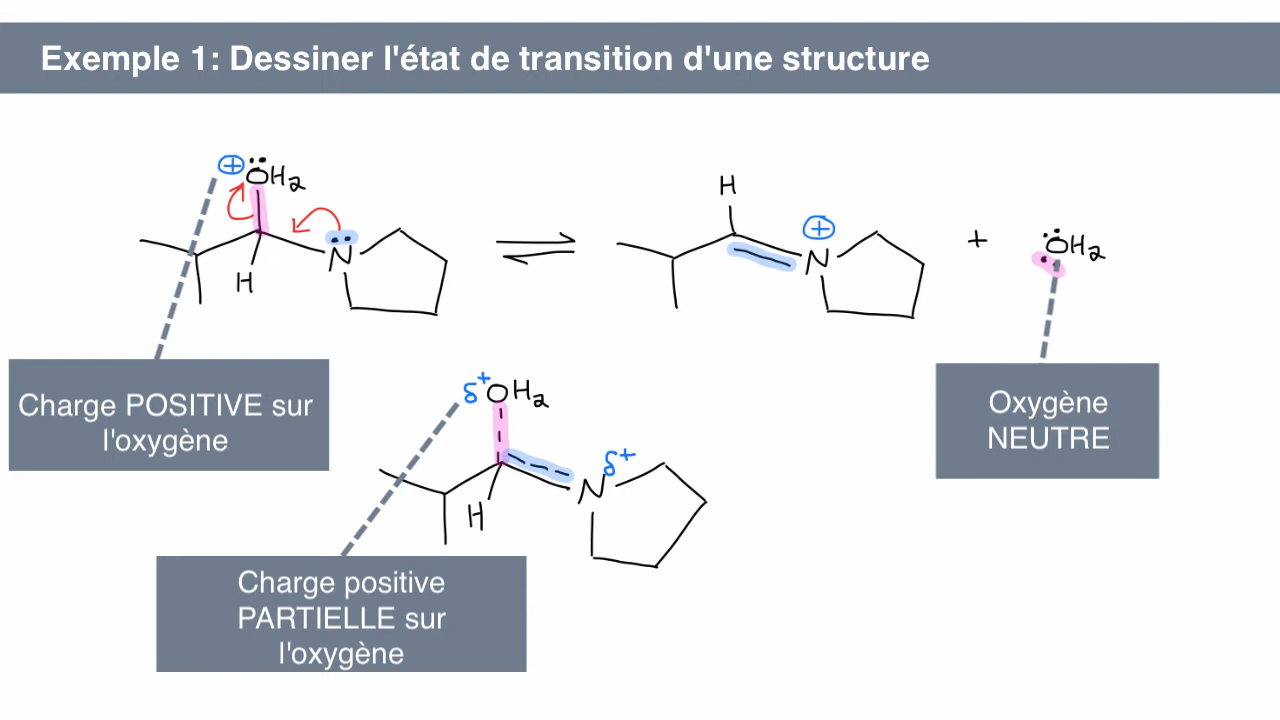 Exemple 1: Dessiner l'état de transition d'une structure
⊕ ÖH₂
H
N
⇌
H
⊕
N
+
ÖH₂
Charge POSITIVE sur
l'oxygène
Oxygène
NEUTRE
δ⁺ OH₂
δ⁺
N
H
Charge positive
PARTIELLE sur
l'oxygène